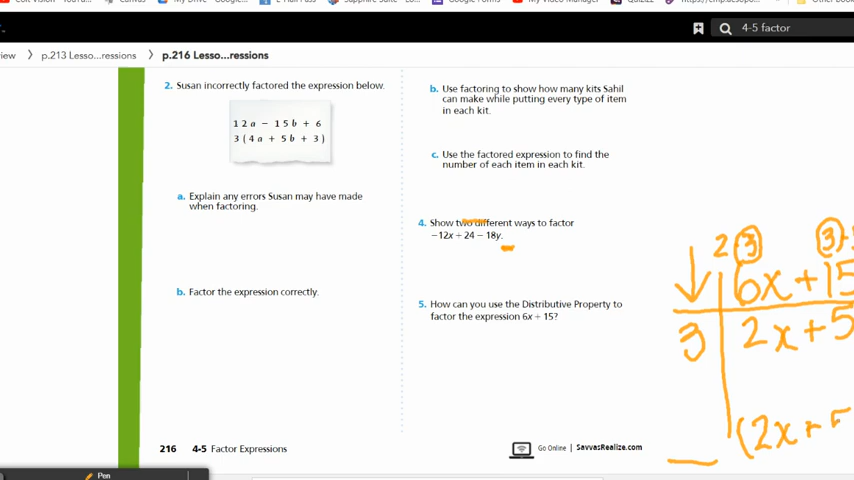 4-5 factor
p.213 Lesso...ressions > p.216 Lesso...ressions
2. Susan incorrectly factored the expression below.
12a − 15b + 6
3(4a + 5b + 3)
a. Explain any errors Susan may have made
when factoring.
b. Factor the expression correctly.
b. Use factoring to show how many kits Sahil
can make while putting every type of item
in each kit.
c. Use the factored expression to find the
number of each item in each kit.
4. Show two different ways to factor
−12x + 24 − 18y.
5. How can you use the Distributive Property to
factor the expression 6x + 15?
2 3 3
6x + 15
3 2x + 5
(2x + 5
216 4-5 Factor Expressions
Go Online | SavvasRealize.com
Pen